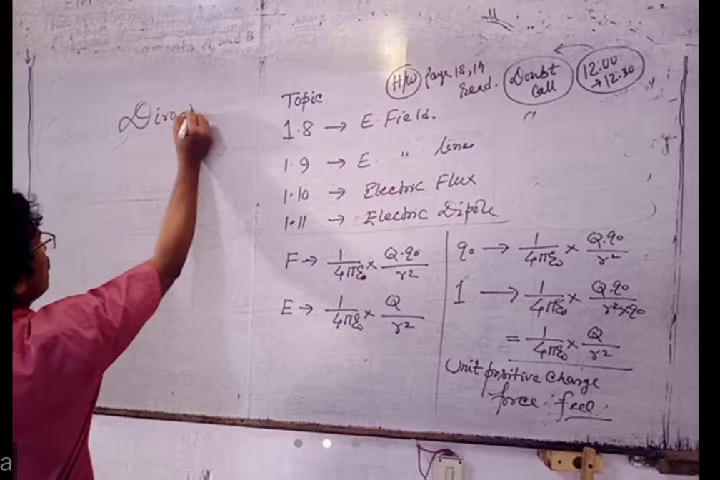 H/W Page 18, 19 Read.
Doubt Call
12:00 → 12:30
Topic
1.8 → E Field.
1.9 → E " line
1.10 → Electric Flux
1.11 → Electric Dipole
F → 1/4πε₀ × Q.q₀/r²
E → 1/4πε₀ × Q/r²
q₀ → 1/4πε₀ × Q.q₀/r²
1 → 1/4πε₀ × Q.q₀/r²×q₀
= 1/4πε₀ × Q/r²
Unit positive Charge
force feel.